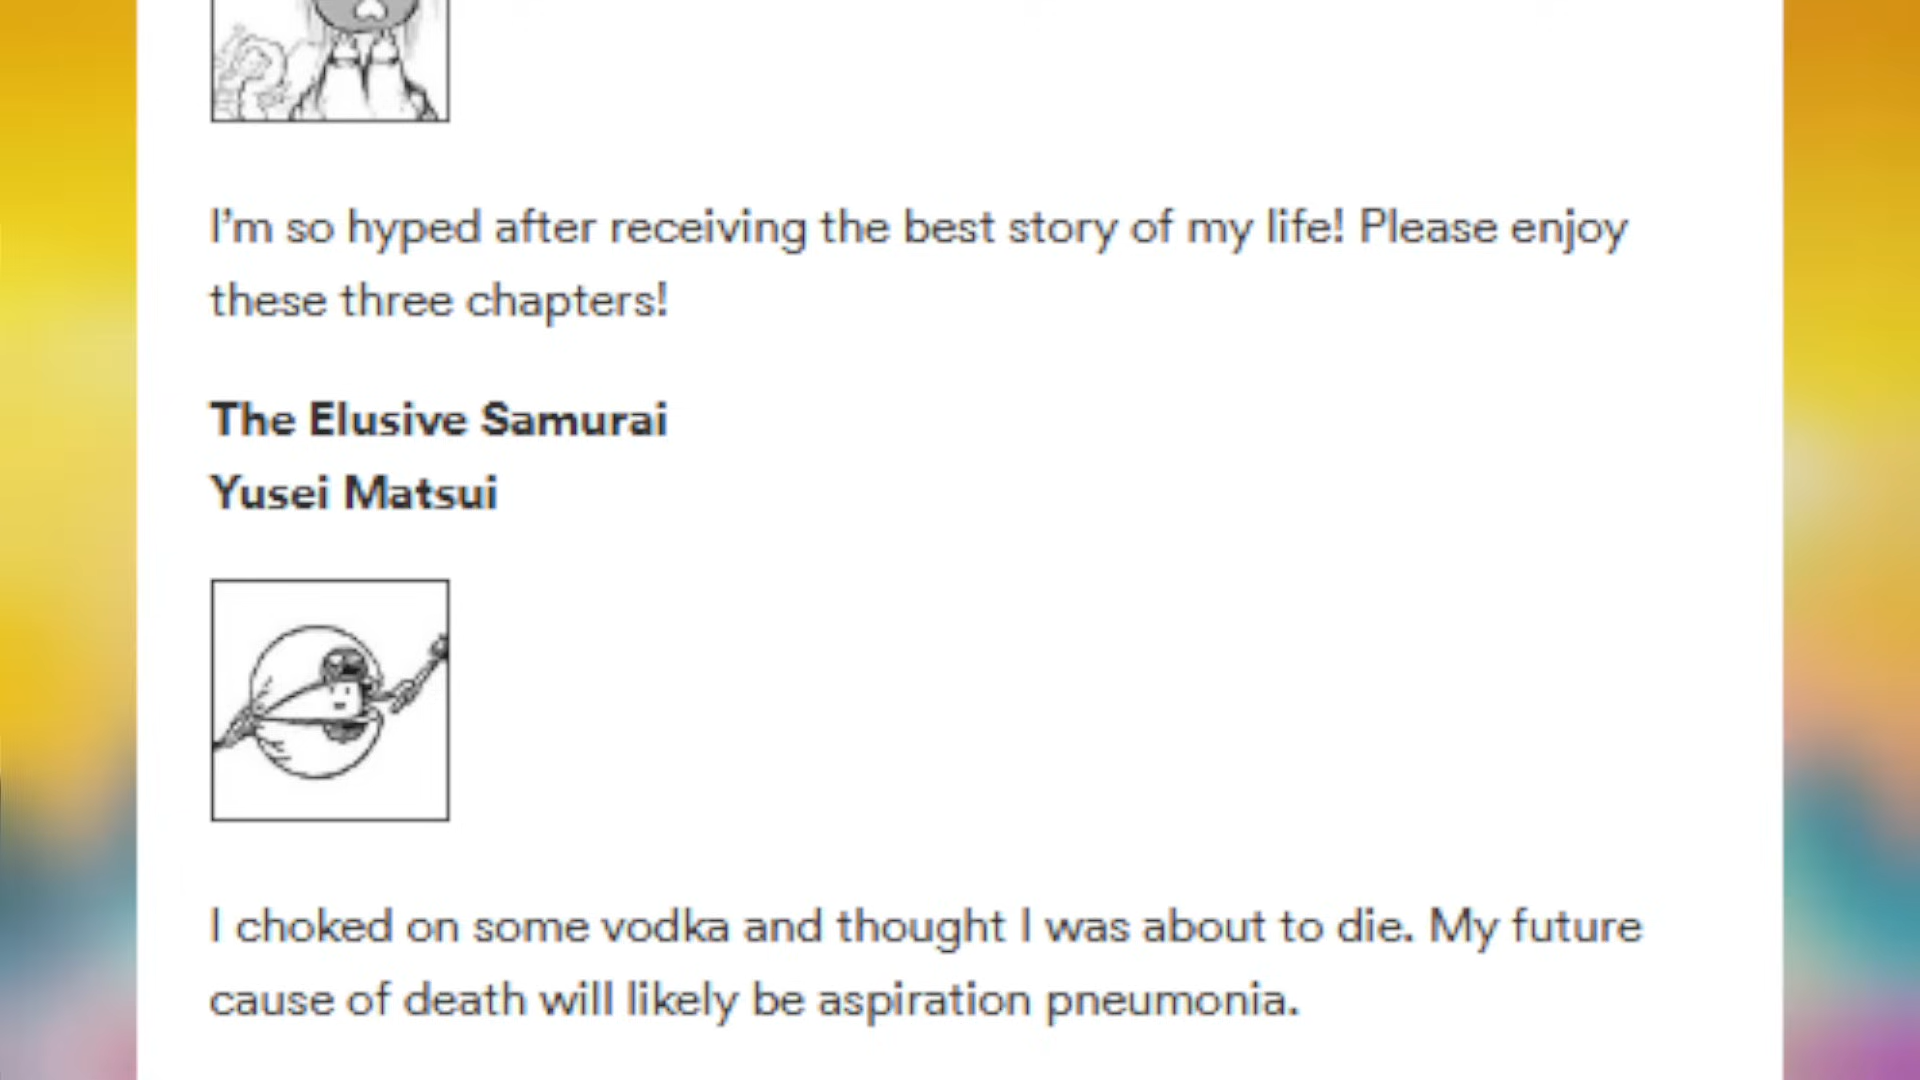 I'm so hyped after receiving the best story of my life! Please enjoy
these three chapters!
The Elusive Samurai
Yusei Matsui
I choked on some vodka and thought I was about to die. My future
cause of death will likely be aspiration pneumonia.